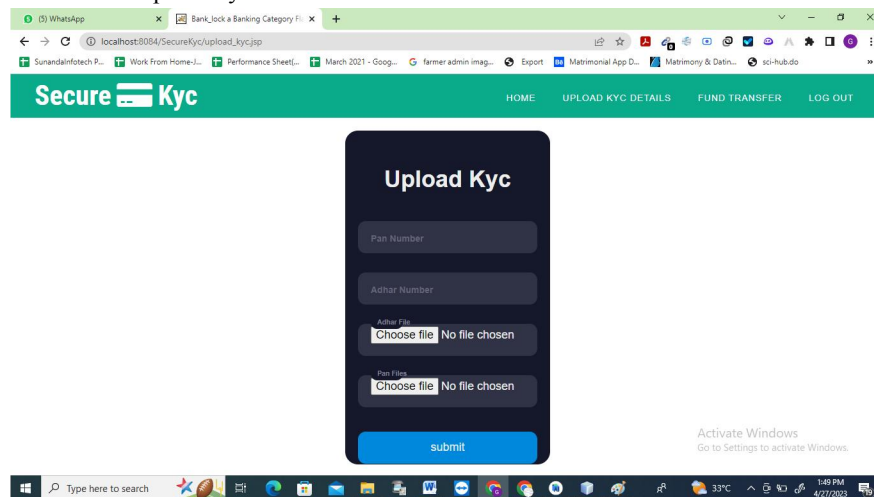 (5) WhatsApp
Bank_lock a Banking Category Fl
localhost:8084/SecureKyc/upload_kyc.jsp
SunandaInfotech P...
Work From Home-J...
Performance Sheet(...
March 2021 - Goog...
farmer admin imag...
Export
Matrimonial App D...
Matrimony & Datin...
sci-hub.do
Secure Kyc
HOME
UPLOAD KYC DETAILS
FUND TRANSFER
LOG OUT
Upload Kyc
Pan Number
Adhar Number
Adhar File
Choose file No file chosen
Pan Files
Choose file No file chosen
submit
Activate Windows
Go to Settings to activate Windows.
Type here to search
33°C
1:49 PM
4/27/2023